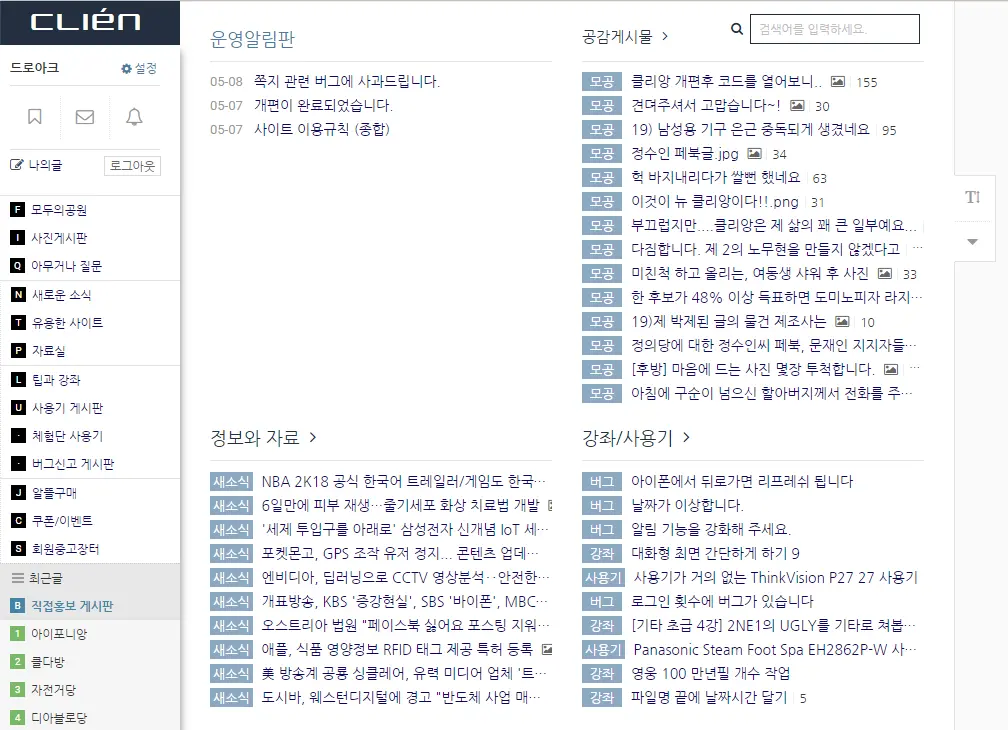 CLIÉN
드로아크 설정
나의글 로그아웃
F 모두의공원
I 사진게시판
Q 아무거나 질문
N 새로운 소식
T 유용한 사이트
P 자료실
L 팁과 강좌
U 사용기 게시판
· 체험단 사용기
· 버그신고 게시판
J 알뜰구매
C 쿠폰/이벤트
S 회원중고장터
최근글
B 직접홍보 게시판
1 아이포니앙
2 클다방
3 자전거당
4 디아블로당
운영알림판
05-08 쪽지 관련 버그에 사과드립니다.
05-07 개편이 완료되었습니다.
05-07 사이트 이용규칙 (종합)
공감게시물 >
검색어를 입력하세요.
모공 클리앙 개편후 코드를 열어보니.. 155
모공 견뎌주셔서 고맙습니다~! 30
모공 19) 남성용 기구 은근 중독되게 생겼네요 95
모공 정수인 페북글.jpg 34
모공 헉 바지내리다가 쌀뻔 했네요 63
모공 이것이 뉴 클리앙이다!!.png 31
모공 부끄럽지만....클리앙은 제 삶의 꽤 큰 일부예요...
모공 다짐합니다. 제 2의 노무현을 만들지 않겠다고 ...
모공 미친척 하고 올리는, 여동생 샤워 후 사진 33
모공 한 후보가 48% 이상 득표하면 도미노피자 라지...
모공 19)제 박제된 글의 물건 제조사는 10
모공 정의당에 대한 정수인씨 페북, 문재인 지지자들...
모공 [후방] 마음에 드는 사진 몇장 투척합니다. ...
모공 아침에 구순이 넘으신 할아버지께서 전화를 주...
TI
정보와 자료 >
새소식 NBA 2K18 공식 한국어 트레일러/게임도 한국...
새소식 6일만에 피부 재생…줄기세포 화상 치료법 개발
새소식 '세제 투입구를 아래로' 삼성전자 신개념 IoT 세...
새소식 포켓몬고, GPS 조작 유저 정지... 콘텐츠 업데...
새소식 엔비디아, 딥러닝으로 CCTV 영상분석‥안전한...
새소식 개표방송, KBS '증강현실', SBS '바이폰', MBC...
새소식 오스트리아 법원 "페이스북 싫어요 포스팅 지워...
새소식 애플, 식품 영양정보 RFID 태그 제공 특허 등록
새소식 美 방송계 공룡 싱클레어, 유력 미디어 업체 '트...
새소식 도시바, 웨스턴디지털에 경고 "반도체 사업 매...
강좌/사용기 >
버그 아이폰에서 뒤로가면 리프레쉬 됩니다
버그 날짜가 이상합니다.
버그 알림 기능을 강화해 주세요.
강좌 대화형 최면 간단하게 하기 9
사용기 사용기가 거의 없는 ThinkVision P27 27 사용기
버그 로그인 횟수에 버그가 있습니다
강좌 [기타 초급 4강] 2NE1의 UGLY를 기타로 쳐봅...
사용기 Panasonic Steam Foot Spa EH2862P-W 사...
강좌 영웅 100 만년필 개수 작업
강좌 파일명 끝에 날짜시간 달기 5